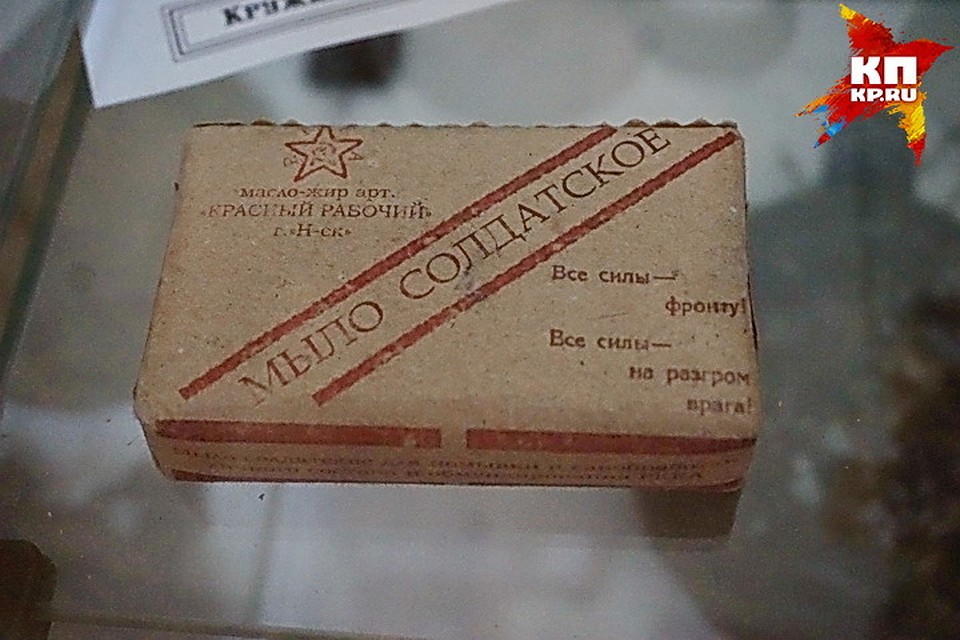 КП
KP.RU
масло-жир арт.
«КРАСНЫЙ РАБОЧИЙ»
г.«Н-ск»
МЫЛО СОЛДАТСКОЕ
Все силы—
фронту!
Все силы—
на разгром
врага!